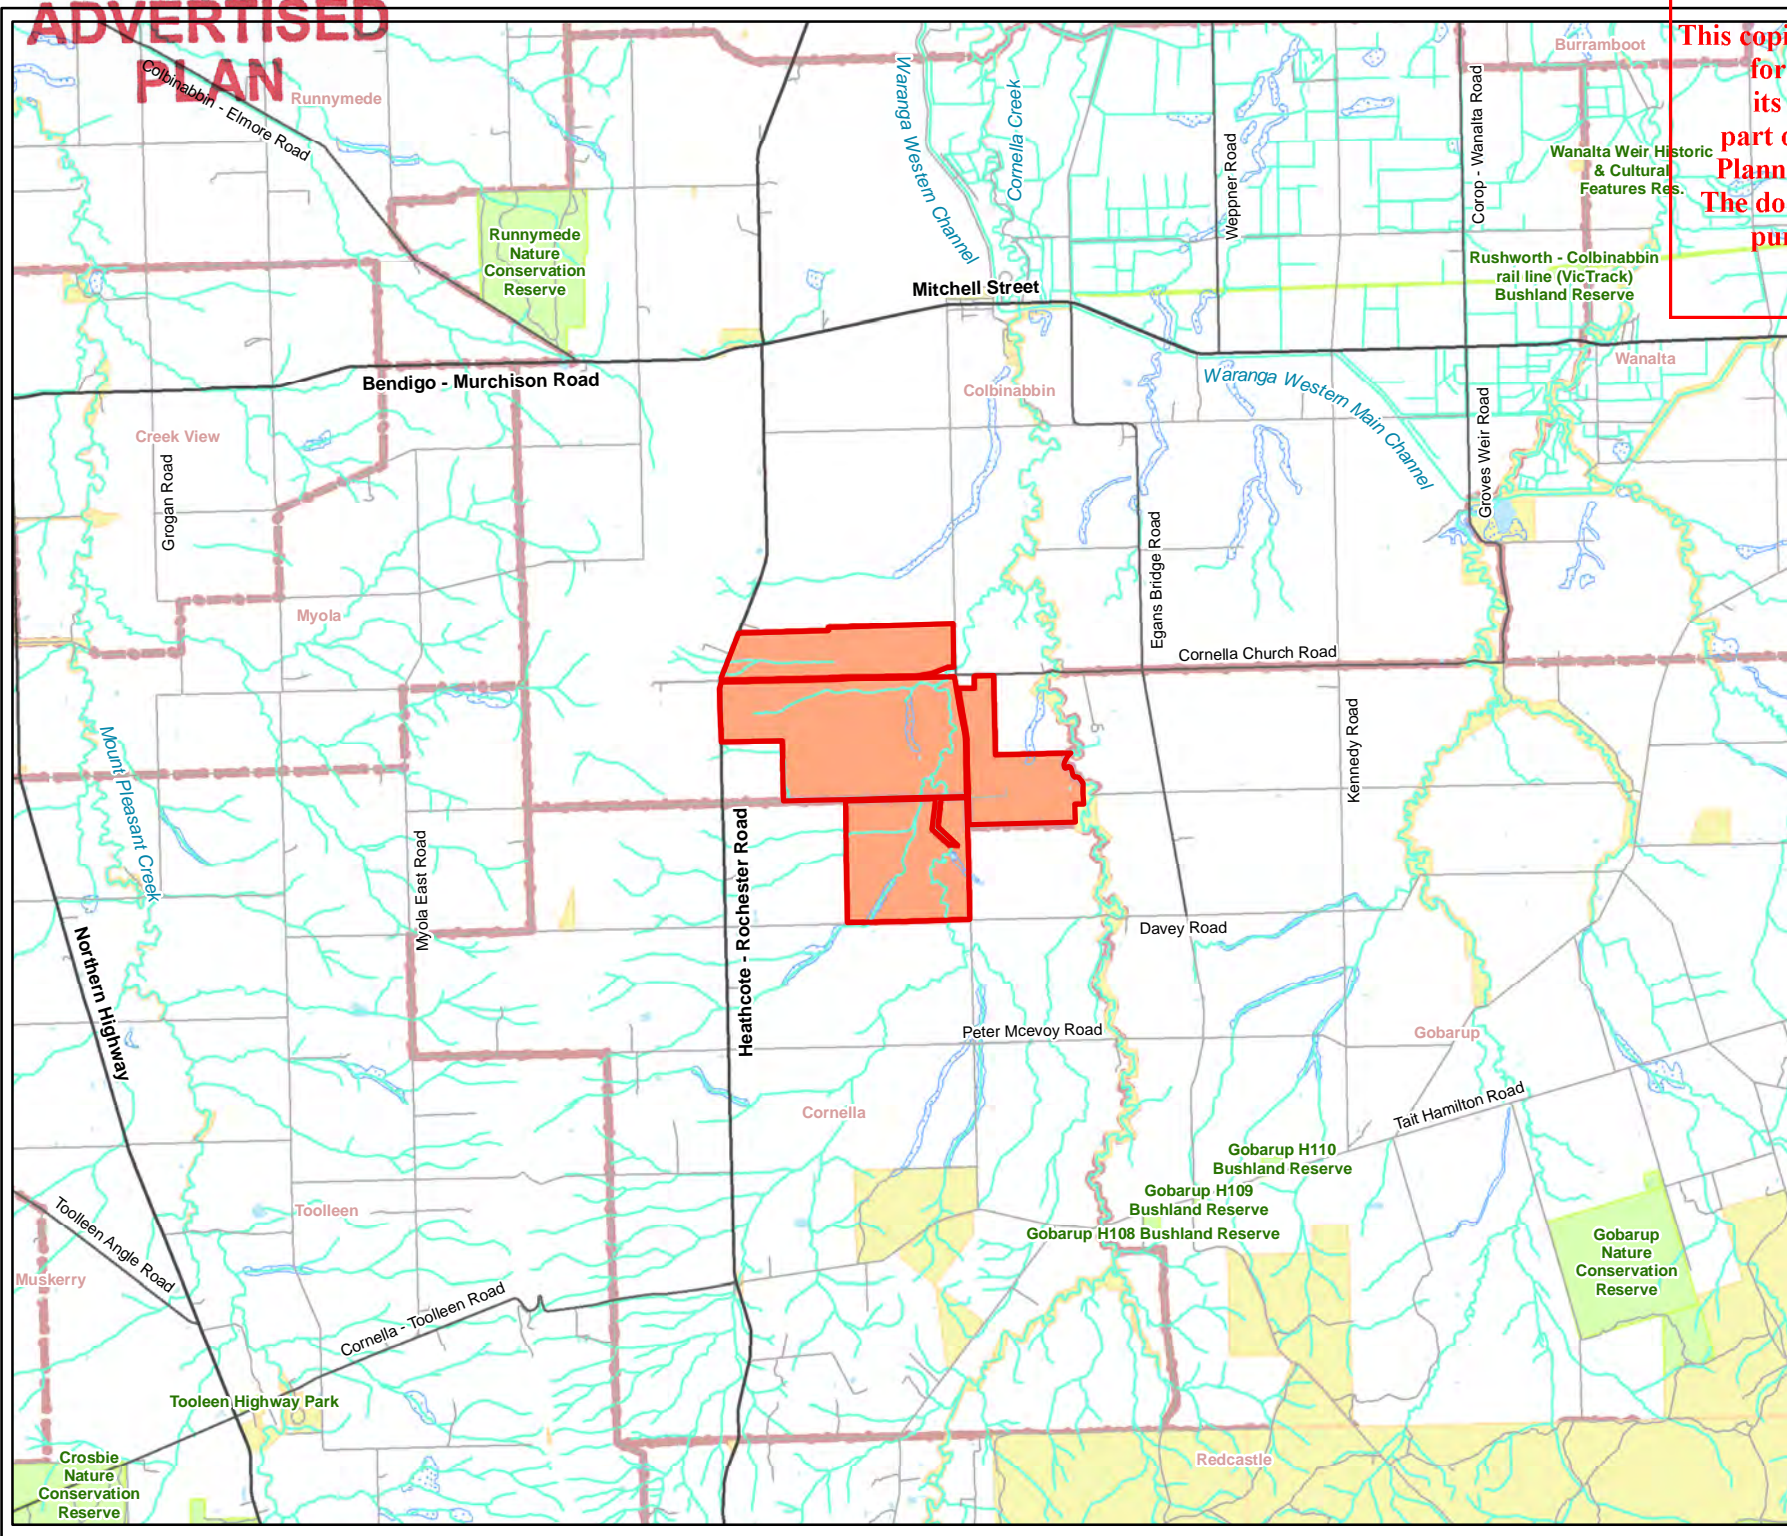 ADVERTISED
PLAN
This copi
for
its
part o
Plann
The do
pur
Burramboot
Colbinabbin - Elmore Road
Runnymede
Waranga Western Channel
Cornella Creek
Weppner Road
Corop - Wanalta Road
Wanalta Weir Historic
& Cultural
Features Res.
Runnymede
Nature
Conservation
Reserve
Rushworth - Colbinabbin
rail line (VicTrack)
Bushland Reserve
Mitchell Street
Wanalta
Bendigo - Murchison Road
Colbinabbin
Waranga Western Main Channel
Creek View
Grogan Road
Groves Weir Road
Egans Bridge Road
Myola
Cornella Church Road
Kennedy Road
Mount Pleasant Creek
Myola East Road
Heathcote - Rochester Road
Davey Road
Northern Highway
Peter Mcevoy Road
Gobarup
Cornella
Tait Hamilton Road
Gobarup H110
Bushland Reserve
Gobarup H109
Bushland Reserve
Gobarup H108 Bushland Reserve
Toolleen
Toolleen Angle Road
Gobarup
Nature
Conservation
Reserve
Muskerry
Cornella - Toolleen Road
Tooleen Highway Park
Redcastle
Crosbie
Nature
Conservation
Reserve